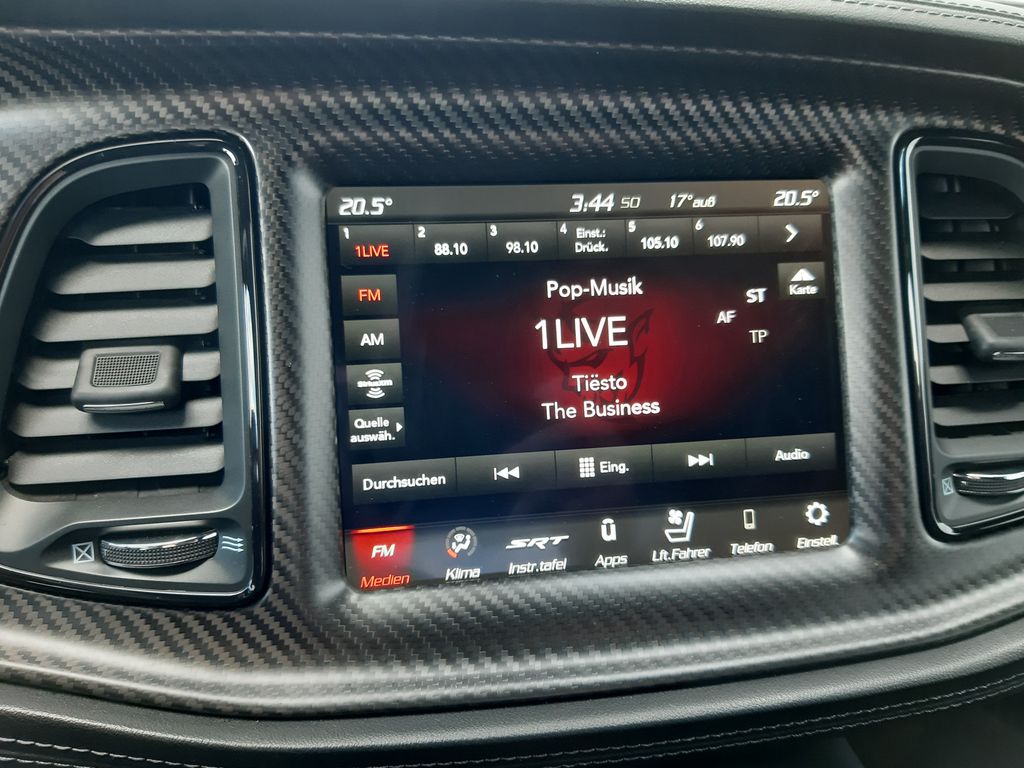 20.5° 3:44 SO 17°auß 20.5°
1 1LIVE 2 88.10 3 98.10 4 Einst.: Drück. 5 105.10 6 107.90
FM
AM
SiriusXM
Quelle
auswäh.
Pop-Musik
1LIVE
Tiësto
The Business
ST
AF
TP
Karte
Durchsuchen Eing. Audio
FM
Medien Klima SRT Instr.tafel Apps Lft.Fahrer Telefon Einstell.